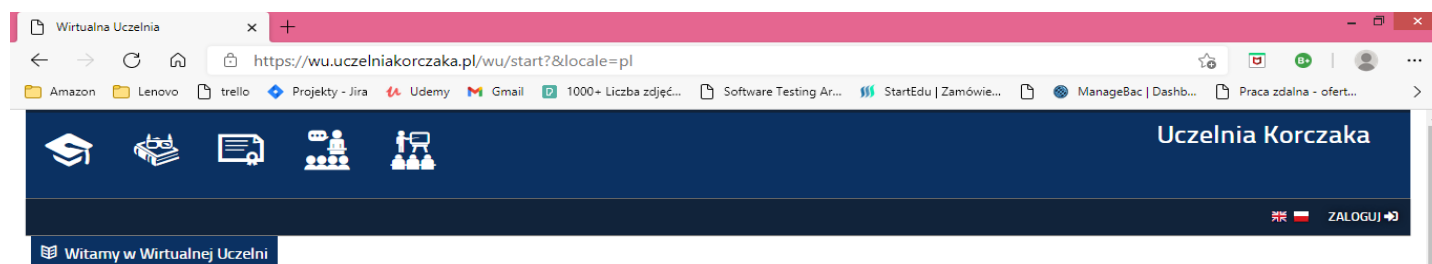 Wirtualna Uczelnia
https://wu.uczelniakorczaka.pl/wu/start?&locale=pl
Amazon Lenovo trello Projekty - Jira Udemy Gmail 1000+ Liczba zdjęć... Software Testing Ar... StartEdu | Zamówie... ManageBac | Dashb... Praca zdalna - ofert...
Uczelnia Korczaka
ZALOGUJ
Witamy w Wirtualnej Uczelni